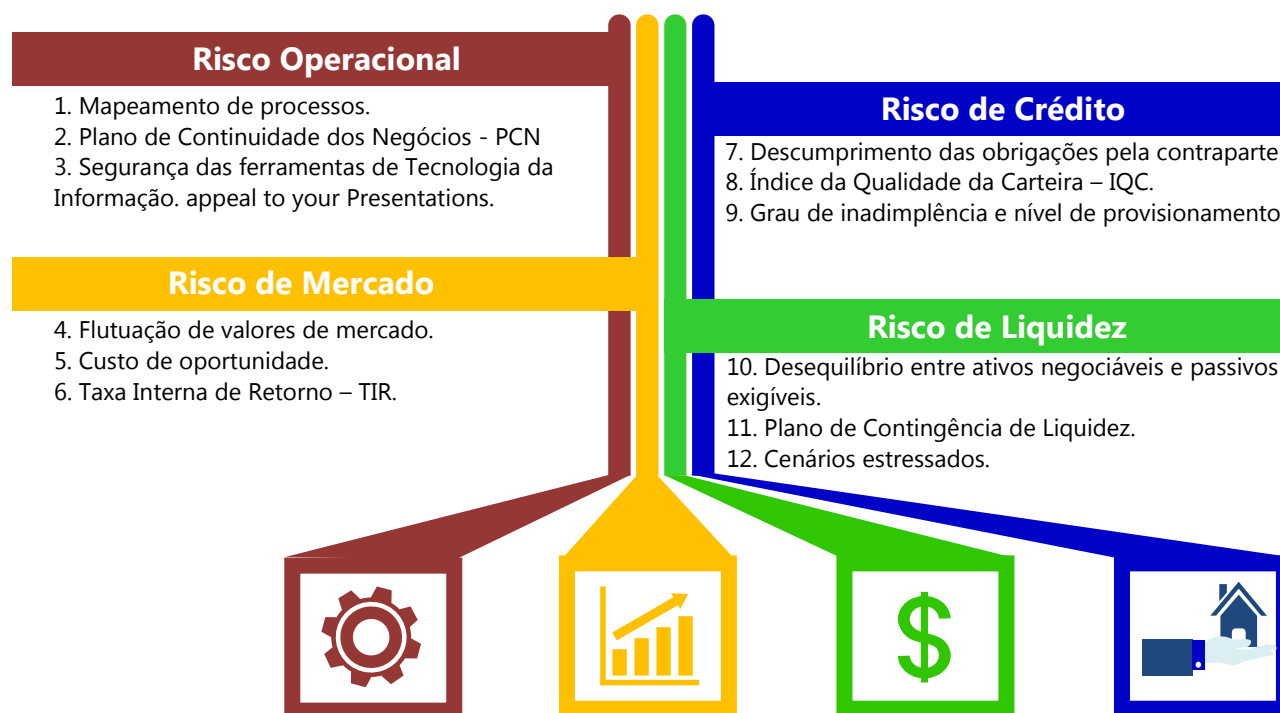 Risco Operacional
1. Mapeamento de processos.
2. Plano de Continuidade dos Negócios - PCN
3. Segurança das ferramentas de Tecnologia da
Informação. appeal to your Presentations.
Risco de Mercado
4. Flutuação de valores de mercado.
5. Custo de oportunidade.
6. Taxa Interna de Retorno – TIR.
Risco de Crédito
7. Descumprimento das obrigações pela contraparte
8. Índice da Qualidade da Carteira – IQC.
9. Grau de inadimplência e nível de provisionamento
Risco de Liquidez
10. Desequilíbrio entre ativos negociáveis e passivos
exigíveis.
11. Plano de Contingência de Liquidez.
12. Cenários estressados.
$